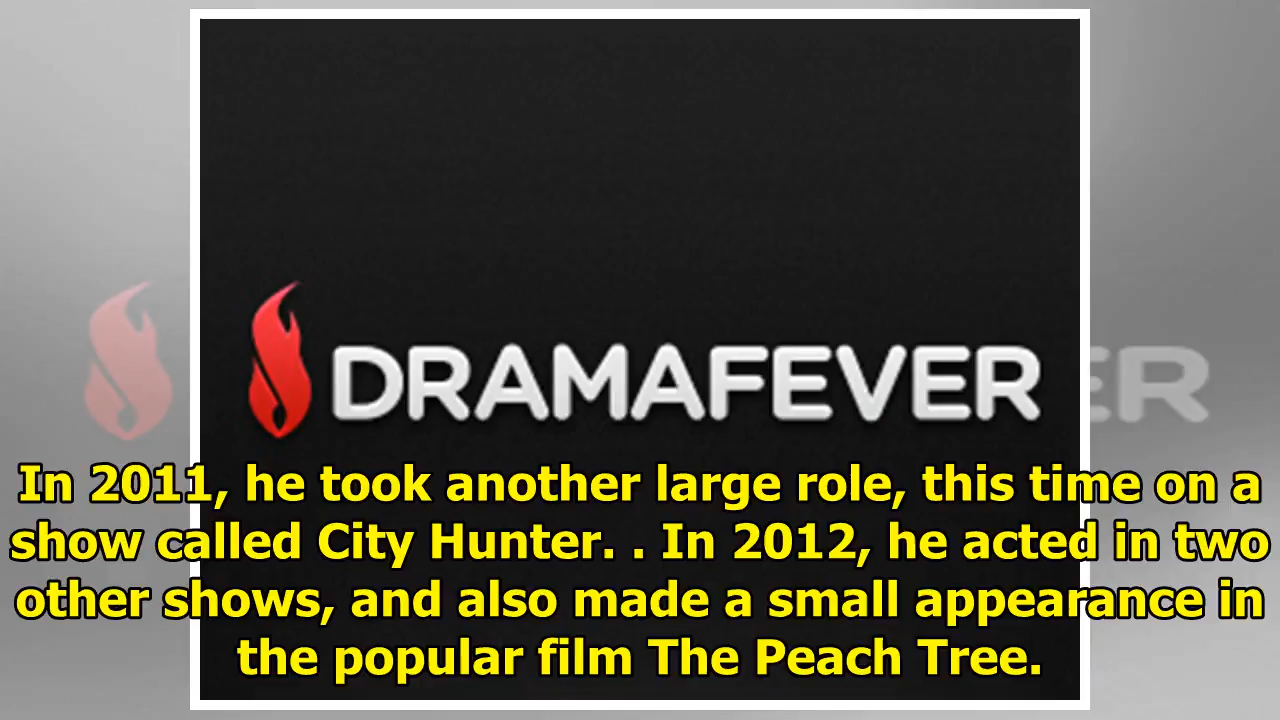 DRAMAFEVER
ER
In 2011, he took another large role, this time on a
show called City Hunter. . In 2012, he acted in two
other shows, and also made a small appearance in
the popular film The Peach Tree.